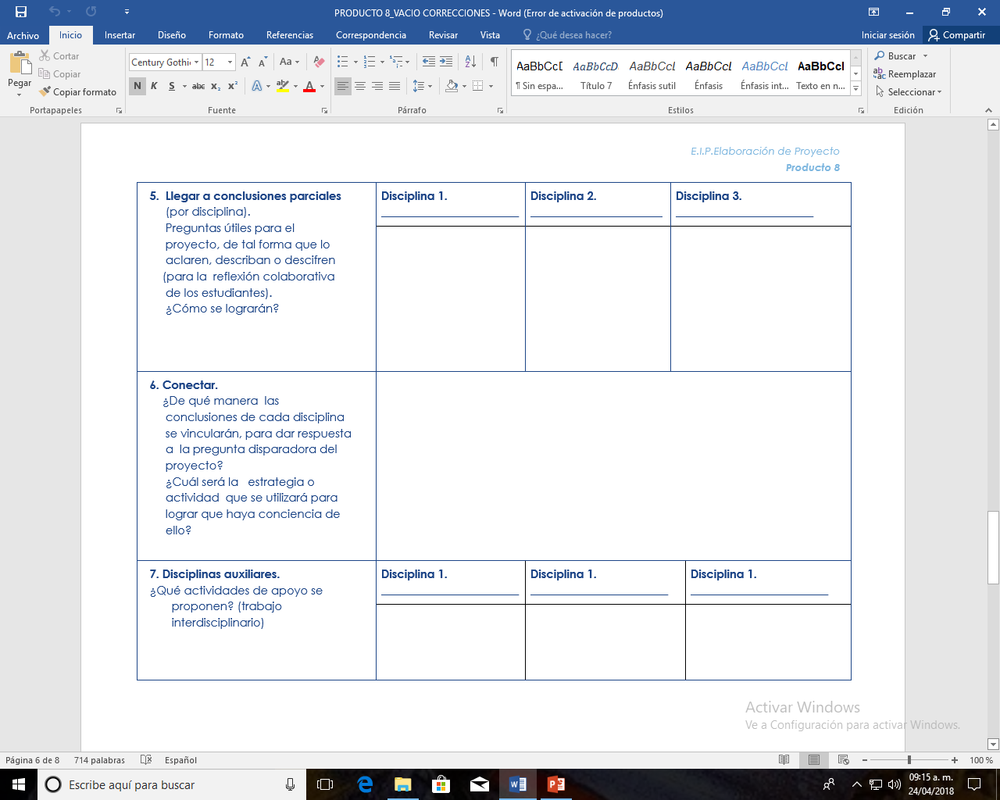 PRODUCTO 8_VACIO CORRECCIONES - Word (Error de activación de productos)
Archivo Inicio Insertar Diseño Formato Referencias Correspondencia Revisar Vista ¿Qué desea hacer? Iniciar sesión Compartir
Pegar
Cortar
Copiar
Copiar formato
Portapapeles
Century Gothi 12
N K S abc x₂ x²
Fuente
Párrafo
AaBbCcI AaBbCcD AaBbCcL AaBbCcL AaBbCcL AaBbCcl
¶ Sin espa... Título 7 Énfasis sutil Énfasis Énfasis int... Texto en n...
Estilos
Buscar
Reemplazar
Seleccionar
Edición
E.I.P.Elaboración de Proyecto
Producto 8
5. Llegar a conclusiones parciales
(por disciplina).
Preguntas útiles para el
proyecto, de tal forma que lo
aclaren, describan o descifren
(para la reflexión colaborativa
de los estudiantes).
¿Cómo se lograrán?
Disciplina 1.
Disciplina 2.
Disciplina 3.
6. Conectar.
¿De qué manera las
conclusiones de cada disciplina
se vincularán, para dar respuesta
a la pregunta disparadora del
proyecto?
¿Cuál será la estrategia o
actividad que se utilizará para
lograr que haya conciencia de
ello?
7. Disciplinas auxiliares.
¿Qué actividades de apoyo se
proponen? (trabajo
interdisciplinario)
Disciplina 1.
Disciplina 1.
Disciplina 1.
Activar Windows
Ve a Configuración para activar Windows.
Página 6 de 8 714 palabras Español 100 %
Escribe aquí para buscar
09:15 a. m.
24/04/2018